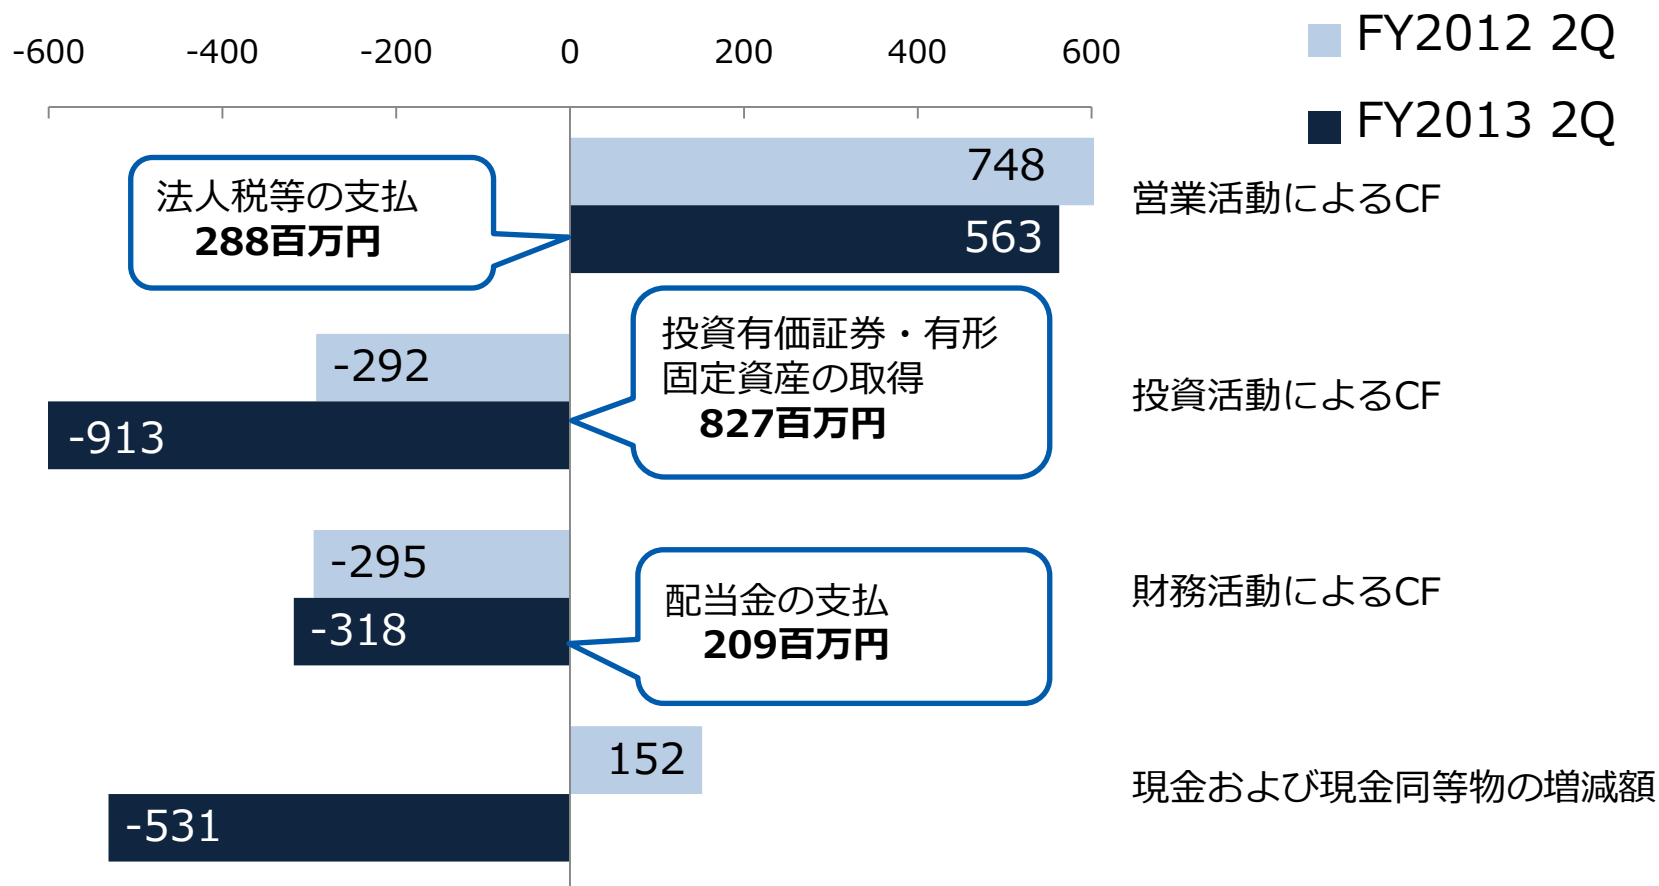 -600
-400
-200
0
200
400
600
FY2012 2Q
FY2013 2Q
748
563
営業活動によるCF
法人税等の支払
288百万円
-292
-913
投資活動によるCF
投資有価証券・有形
固定資産の取得
827百万円
-295
-318
財務活動によるCF
配当金の支払
209百万円
152
-531
現金および現金同等物の増減額